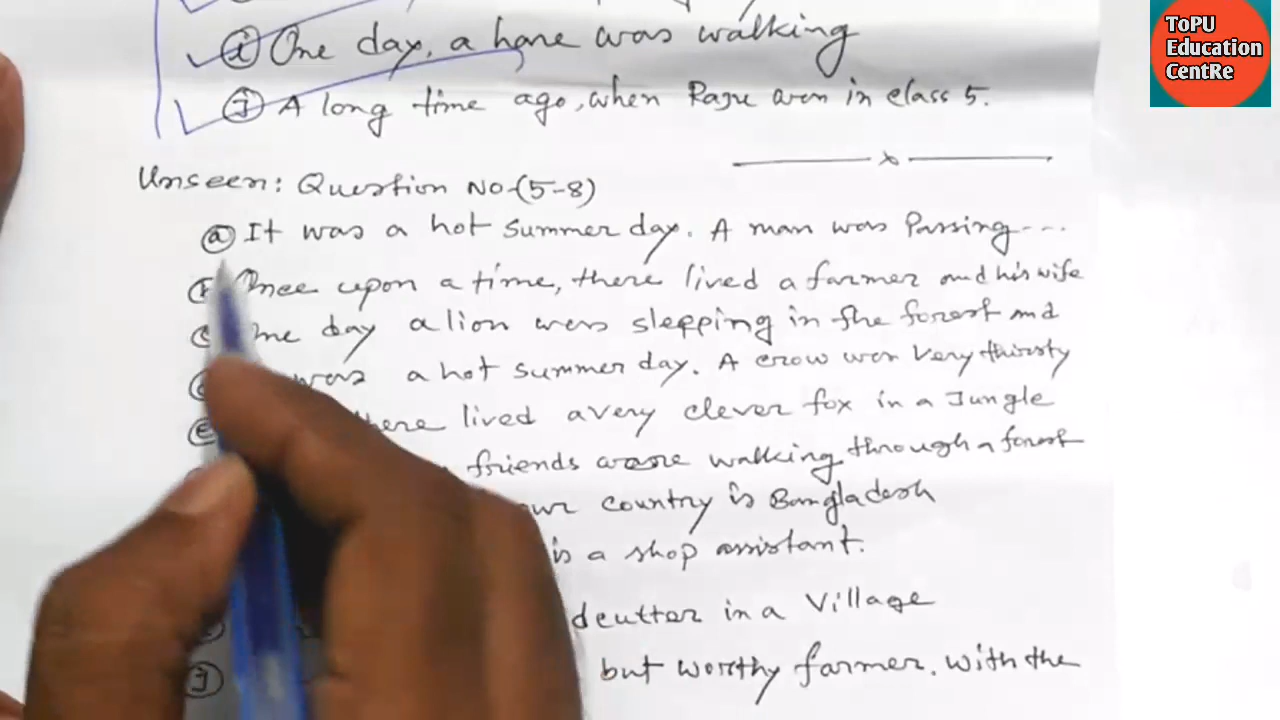 ⓘ One day, a hare was walking
ⓙ A long time ago, when Raju was in class 5.
ToPU
Education
CentRe
Unseen: Question No-(5-8)
ⓐ It was a hot summer day. A man was Passing...
Once upon a time, there lived a farmer and his wife
day a lion was sleeping in the forest and
was a hot summer day. A crow was very thirsty
ⓔ lived a very clever fox in a Jungle
friends were walking through a forest
country is Bangladesh
is a shop assistant.
in a Village
ⓙ but worthy farmer. with the